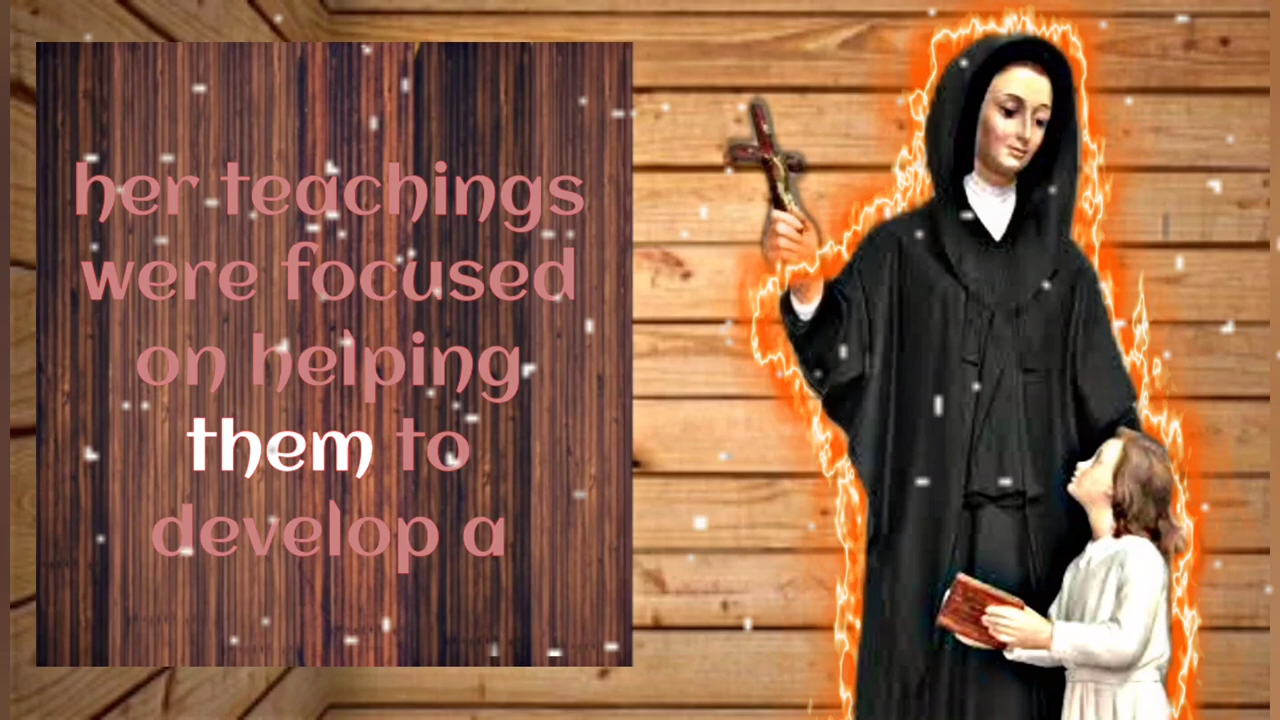 her teachings
were focused
on helping
them to
develop a